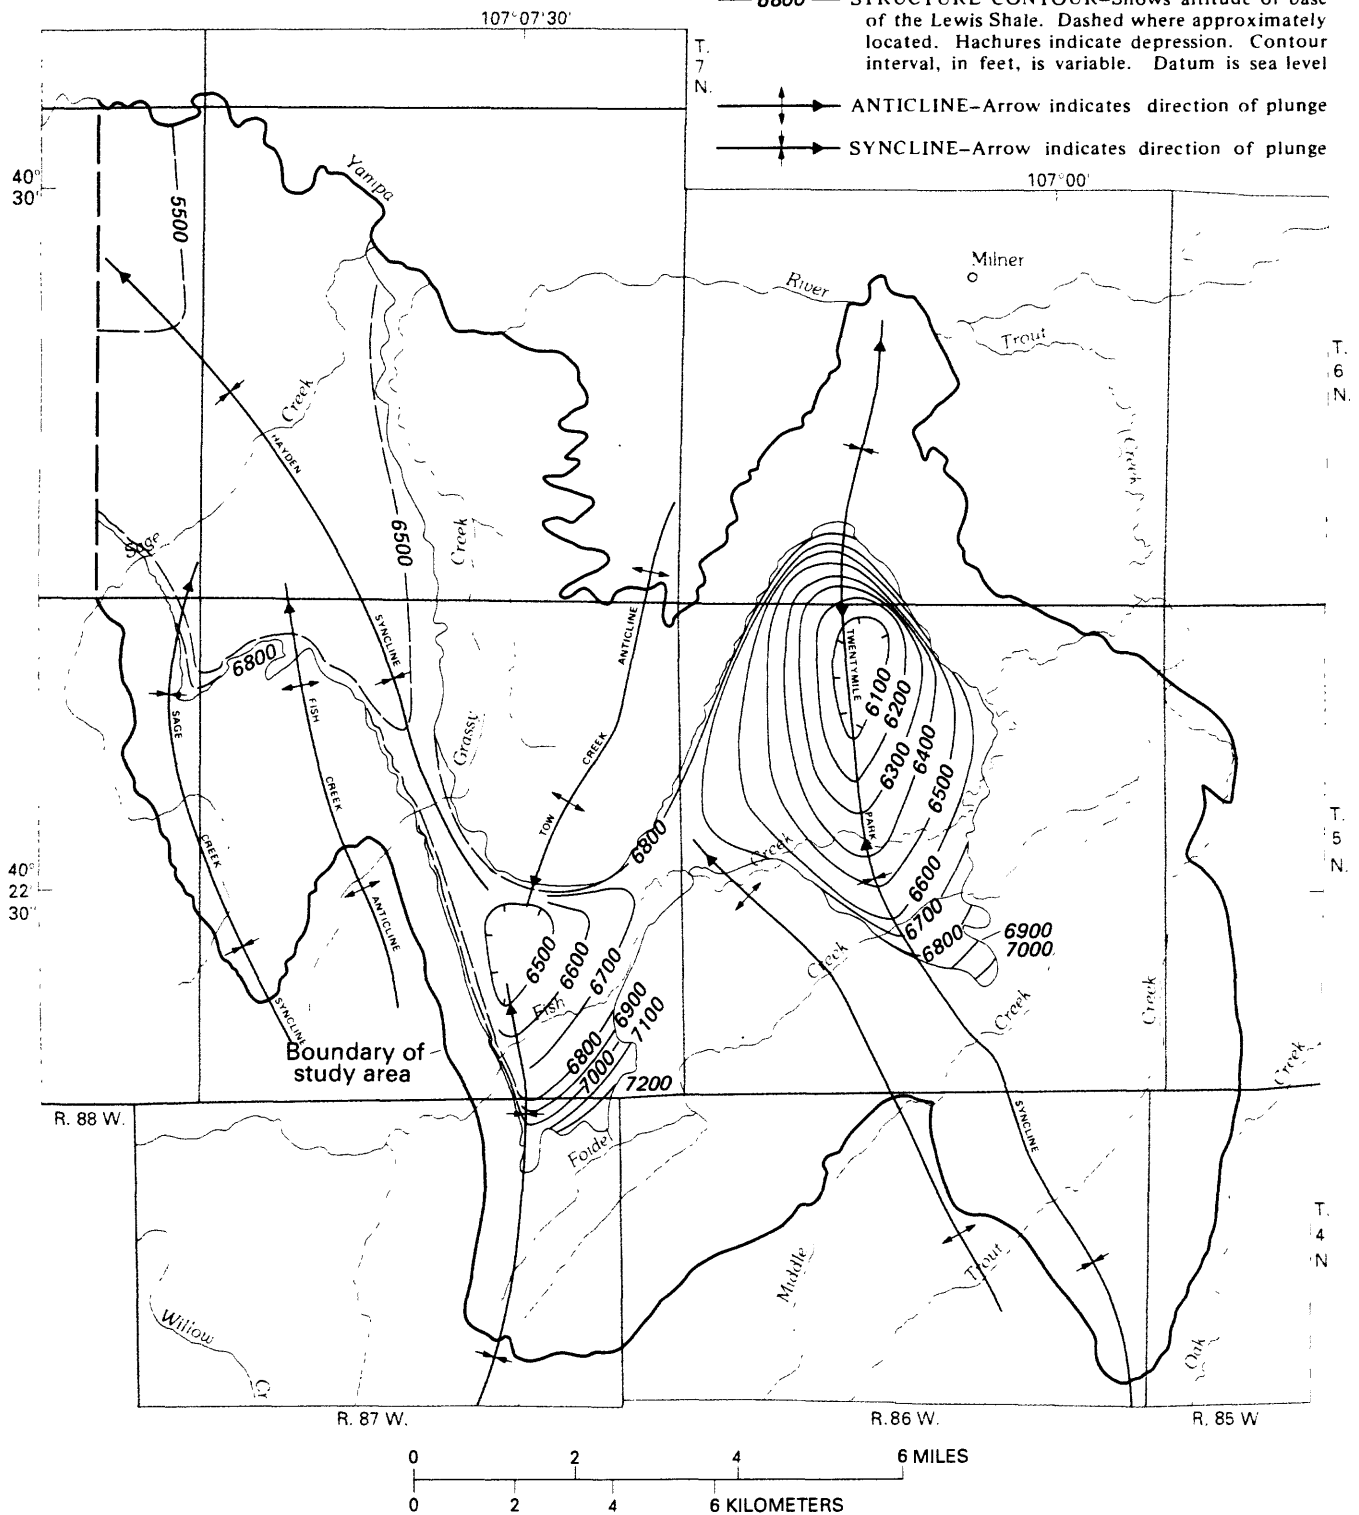 107°07'30"
6800 STRUCTURE CONTOUR–Shows altitude of base
of the Lewis Shale. Dashed where approximately
located. Hachures indicate depression. Contour
interval, in feet, is variable. Datum is sea level
ANTICLINE–Arrow indicates direction of plunge
SYNCLINE–Arrow indicates direction of plunge
T.
7
N.
107°00'
40°
30'
Yampa
5500
Milner
River
Trout
T.
6
N.
Creek
HAYDEN
Creek
6500
Creek
Sage
ANTICLINE
SYNCLINE
6800
TWENTYMILE
6100
6200
FISH
SAGE
Grassy
CREEK
6300
6400
6500
CREEK
PARK
TOW
6800
Creek
T.
5
N.
CREEK
40°
22'
30"
6600
ANTICLINE
6700
6800
6900
7000
6500
6600
6700
Creek
Fish
SYNCLINE
6900
7100
Creek
Creek
Boundary of
study area
6800
7000
7200
Creek
R. 88 W.
SYNCLINE
Foidel
T.
4
N
Middle
Trout
Willow
Cr
Oak
R. 87 W.
R. 86 W.
R. 85 W
0 2 4 6 MILES
0 2 4 6 KILOMETERS